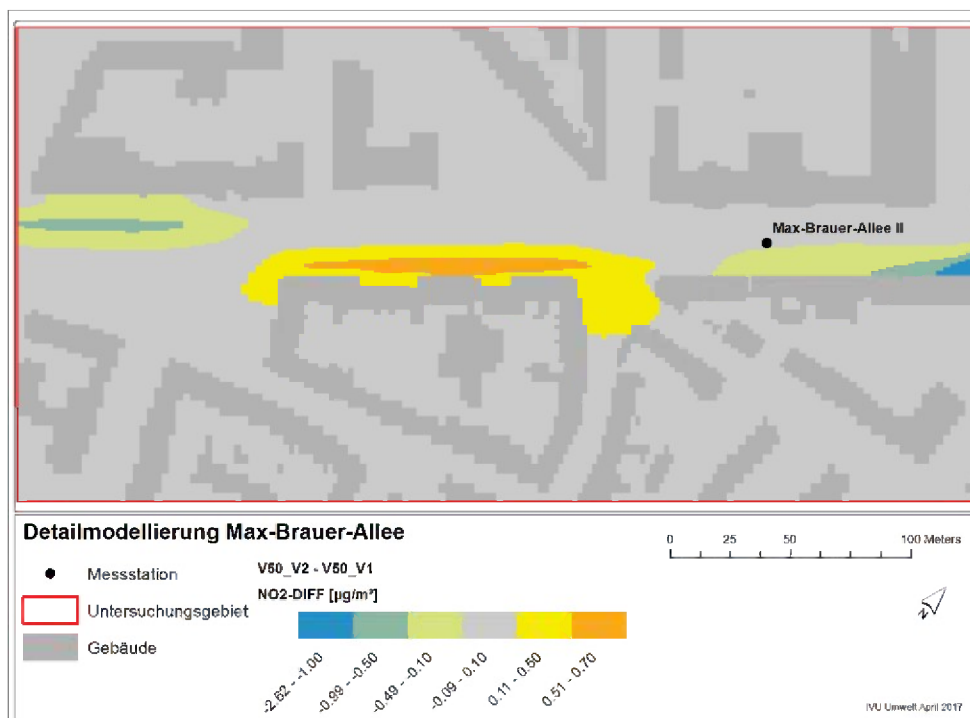 Max-Brauer-Allee II
Detailmodellierung Max-Brauer-Allee
Messstation
Untersuchungsgebiet
Gebäude
V50_V2 - V50_V1
NO2-DIFF [µg/m³]
-2.62 - -1.00
-0.99 - -0.50
-0.49 - -0.10
-0.09 - 0.10
0.11 - 0.50
0.51 - 0.70
0 25 50 100 Meters
N
IVU Umwelt April 2017